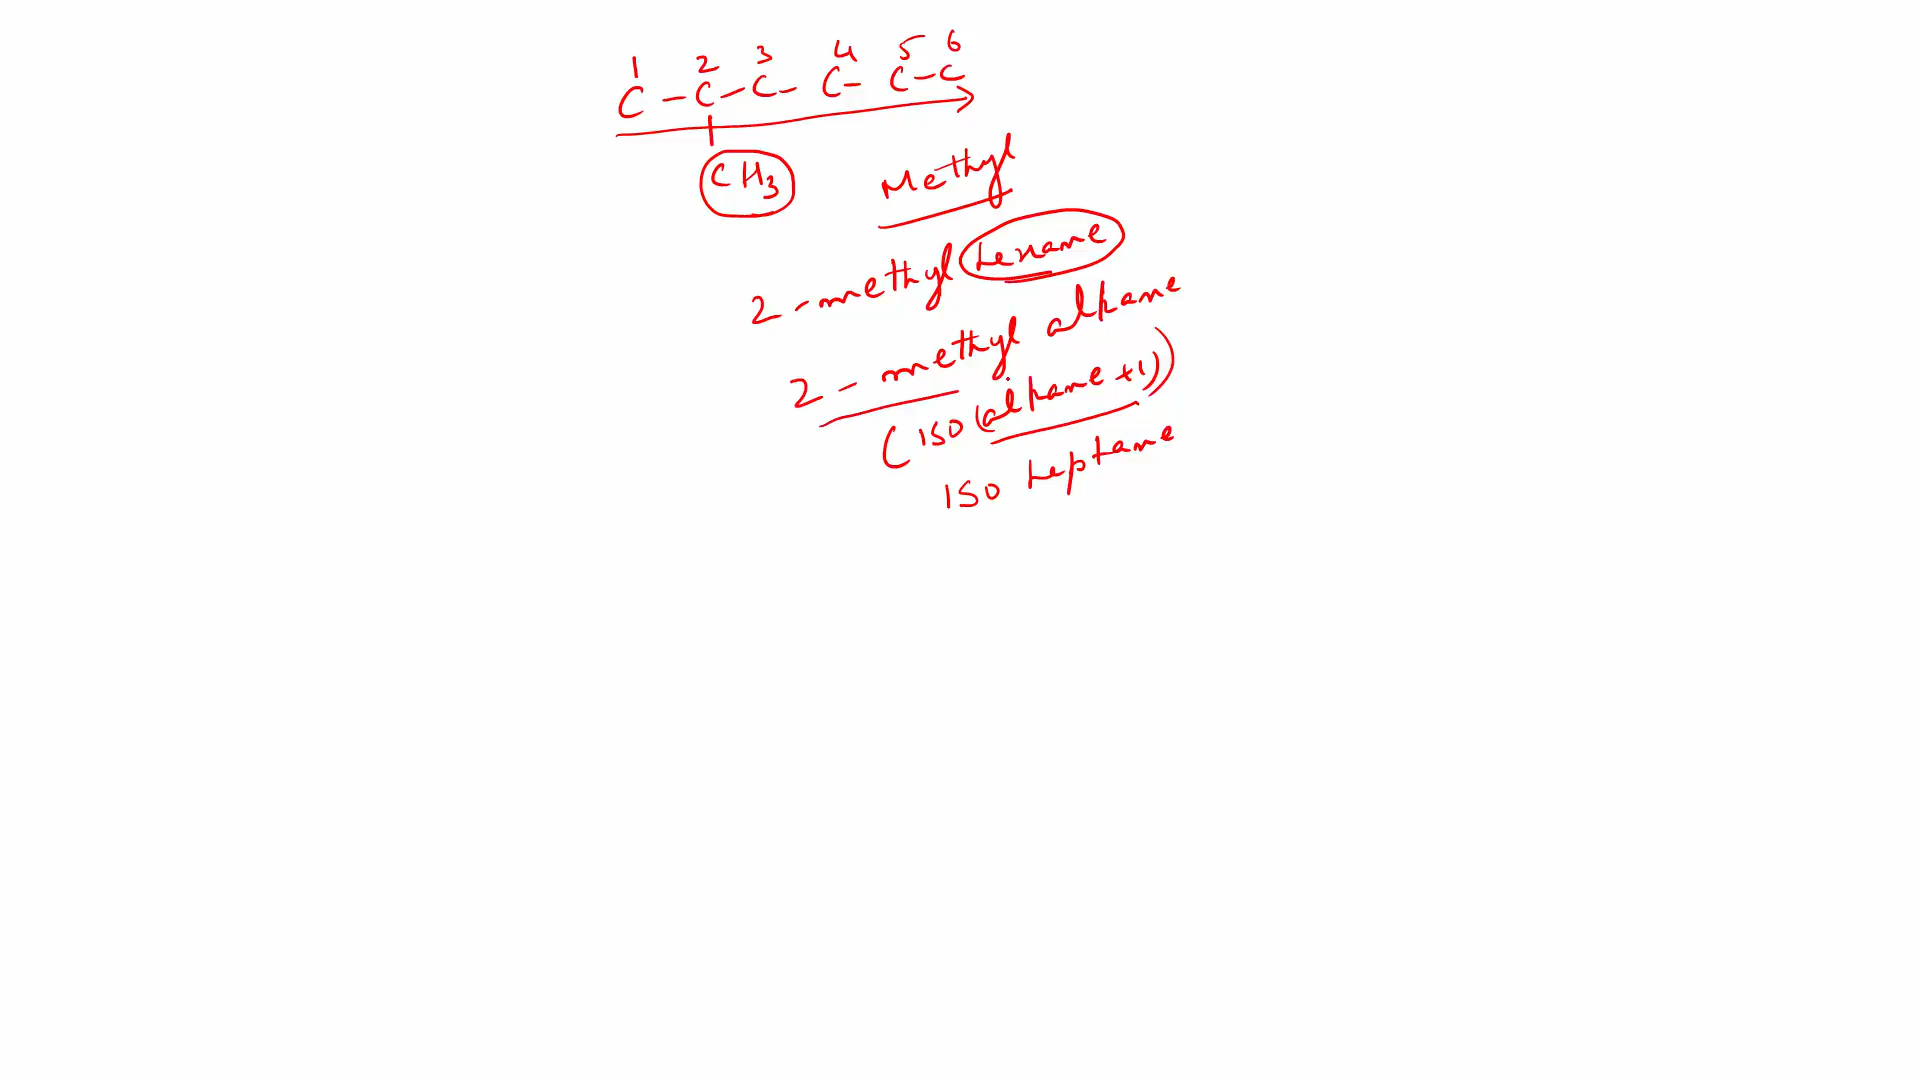 1 2 3 4 5 6
C - C - C - C - C - C
CH3
Methyl
2 - methyl hexane
2 - methyl alkane
(iso (alkane +1))
iso heptane